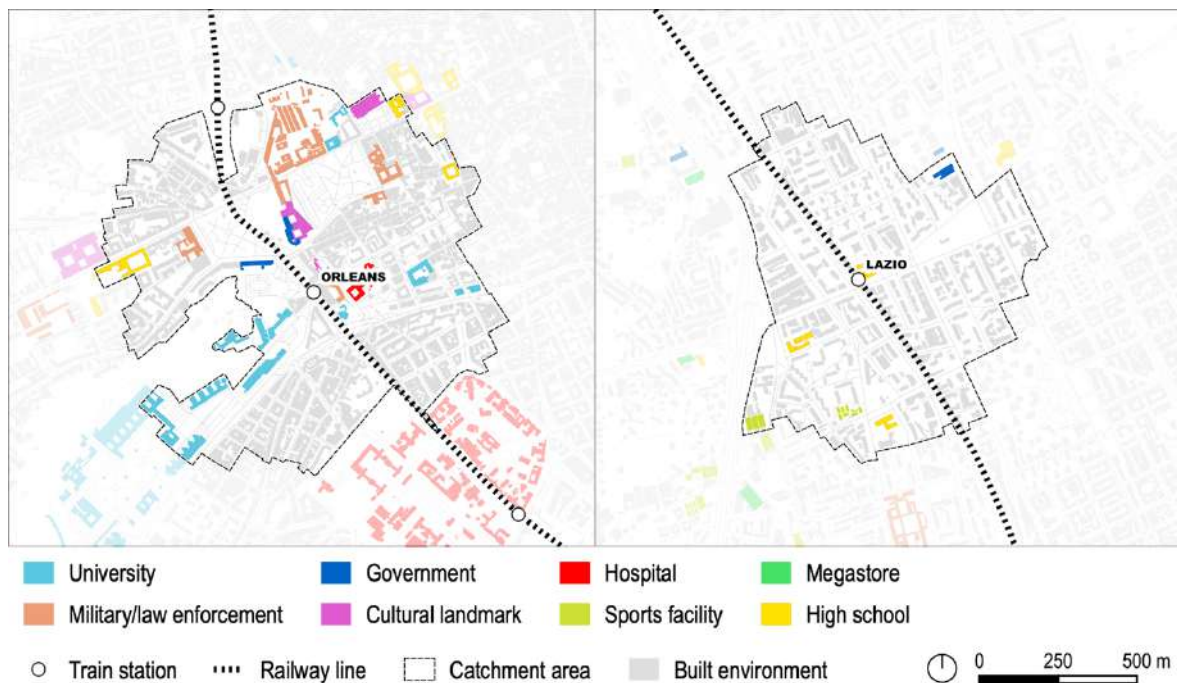 ORLEANS
LAZIO
University
Government
Hospital
Megastore
Military/law enforcement
Cultural landmark
Sports facility
High school
Train station
Railway line
Catchment area
Built environment
0 250 500 m